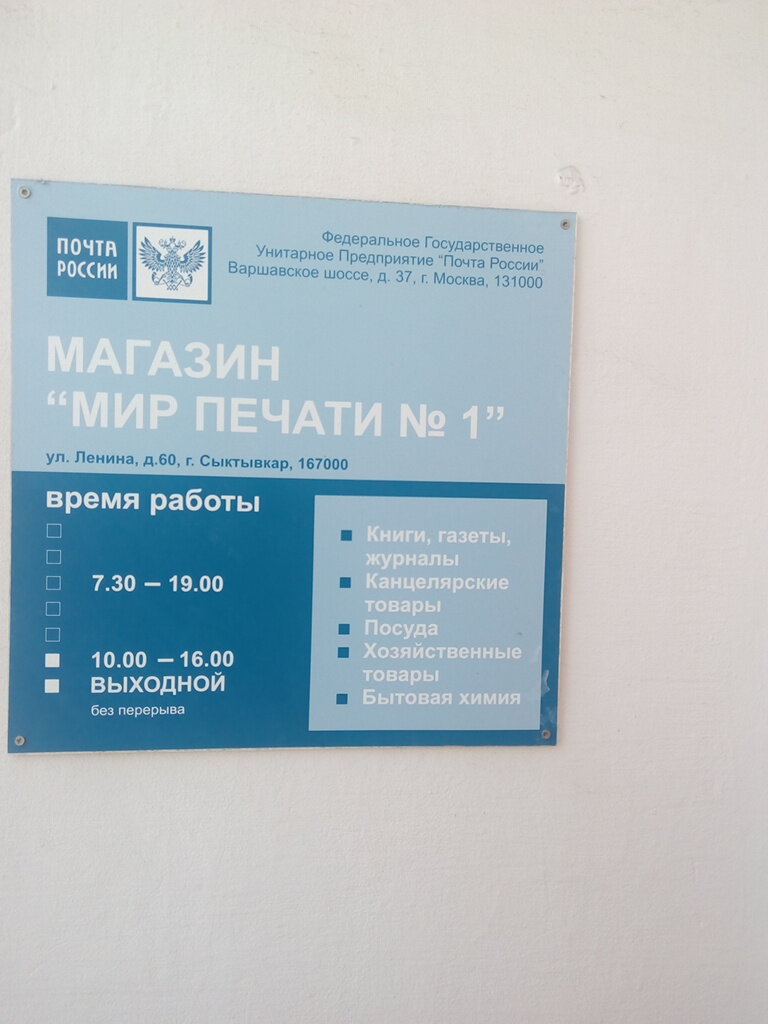 ПОЧТА
РОССИИ
Федеральное Государственное
Унитарное Предприятие “Почта России”
Варшавское шоссе, д. 37, г. Москва, 131000
МАГАЗИН
“МИР ПЕЧАТИ № 1”
ул. Ленина, д.60, г. Сыктывкар, 167000
время работы
7.30 – 19.00
10.00 – 16.00
ВЫХОДНОЙ
без перерыва
Книги, газеты,
журналы
Канцелярские
товары
Посуда
Хозяйственные
товары
Бытовая химия